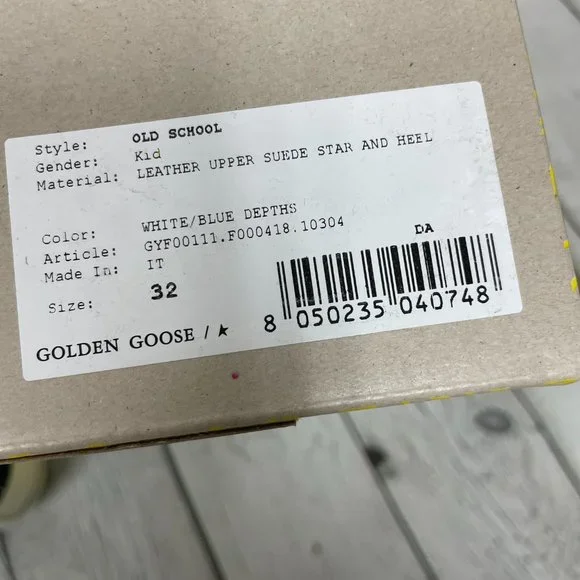 Style: OLD SCHOOL
Gender: Kid
Material: LEATHER UPPER SUEDE STAR AND HEEL
Color: WHITE/BLUE DEPTHS
Article: GYF00111.F000418.10304
Made In: IT
DA
Size: 32
8 050235 040748
GOLDEN GOOSE /